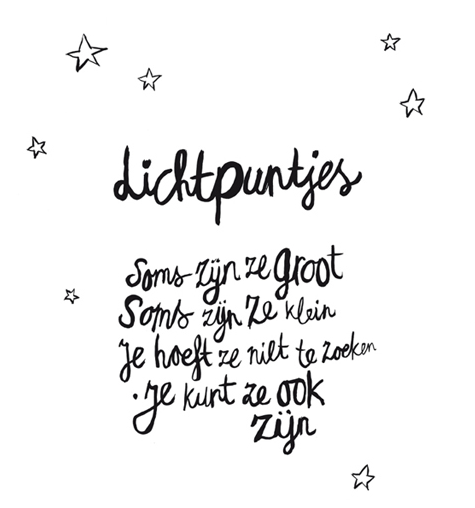 lichtpuntjes
Soms zijn ze groot
Soms zijn ze klein
Je hoeft ze niet te zoeken
. Je kunt ze ook
zijn